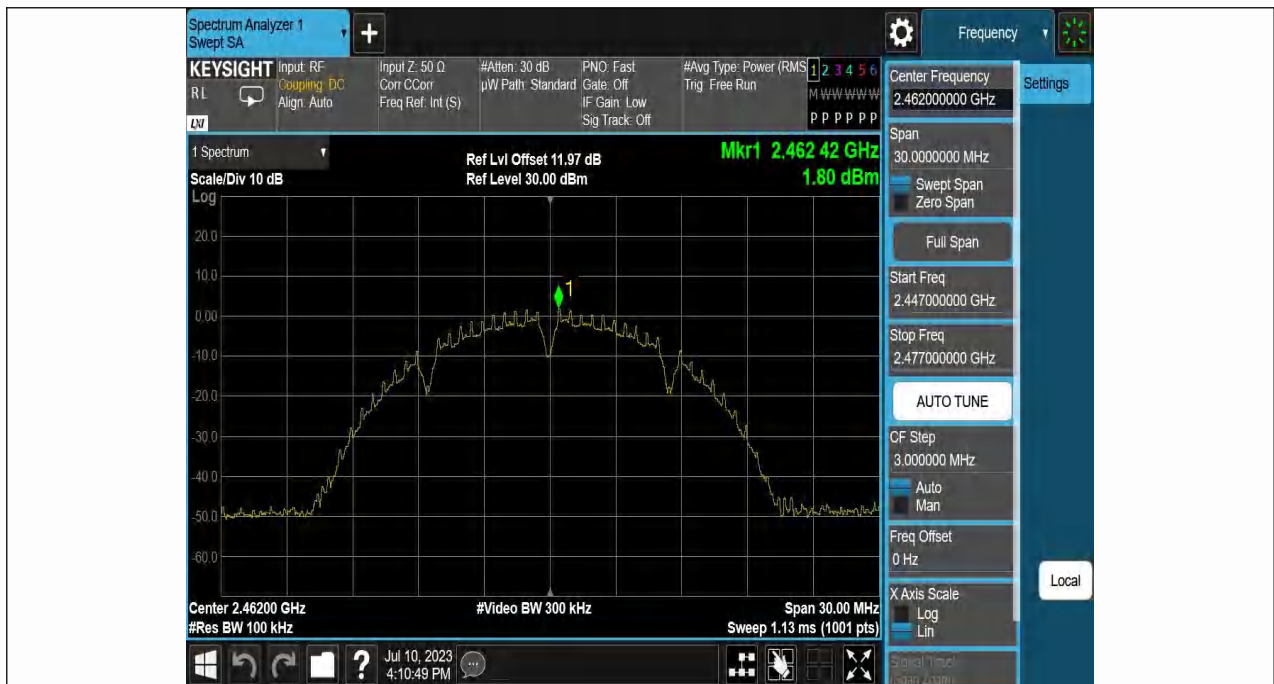 Spectrum Analyzer 1
Swept SA
+
Frequency
KEYSIGHT
RL
LXI
Input: RF
Coupling: DC
Align: Auto
Input Z: 50 Ω
Corr CCorr
Freq Ref: Int (S)
#Atten: 30 dB
µW Path: Standard
PNO: Fast
Gate: Off
IF Gain: Low
Sig Track: Off
#Avg Type: Power (RMS
Trig: Free Run
1 2 3 4 5 6
M W W W W W
P P P P P P
Center Frequency
2.462000000 GHz
Settings
Span
30.0000000 MHz
Swept Span
Zero Span
Full Span
Start Freq
2.447000000 GHz
Stop Freq
2.477000000 GHz
AUTO TUNE
CF Step
3.000000 MHz
Auto
Man
Freq Offset
0 Hz
X Axis Scale
Log
Lin
Signal Track
(Span Zoom)
Local
1 Spectrum
Scale/Div 10 dB
Log
Ref Lvl Offset 11.97 dB
Ref Level 30.00 dBm
Mkr1 2.462 42 GHz
1.80 dBm
20.0
10.0
0.00
-10.0
-20.0
-30.0
-40.0
-50.0
-60.0
1
Center 2.46200 GHz
#Res BW 100 kHz
#Video BW 300 kHz
Span 30.00 MHz
Sweep 1.13 ms (1001 pts)
?
Jul 10, 2023
4:10:49 PM